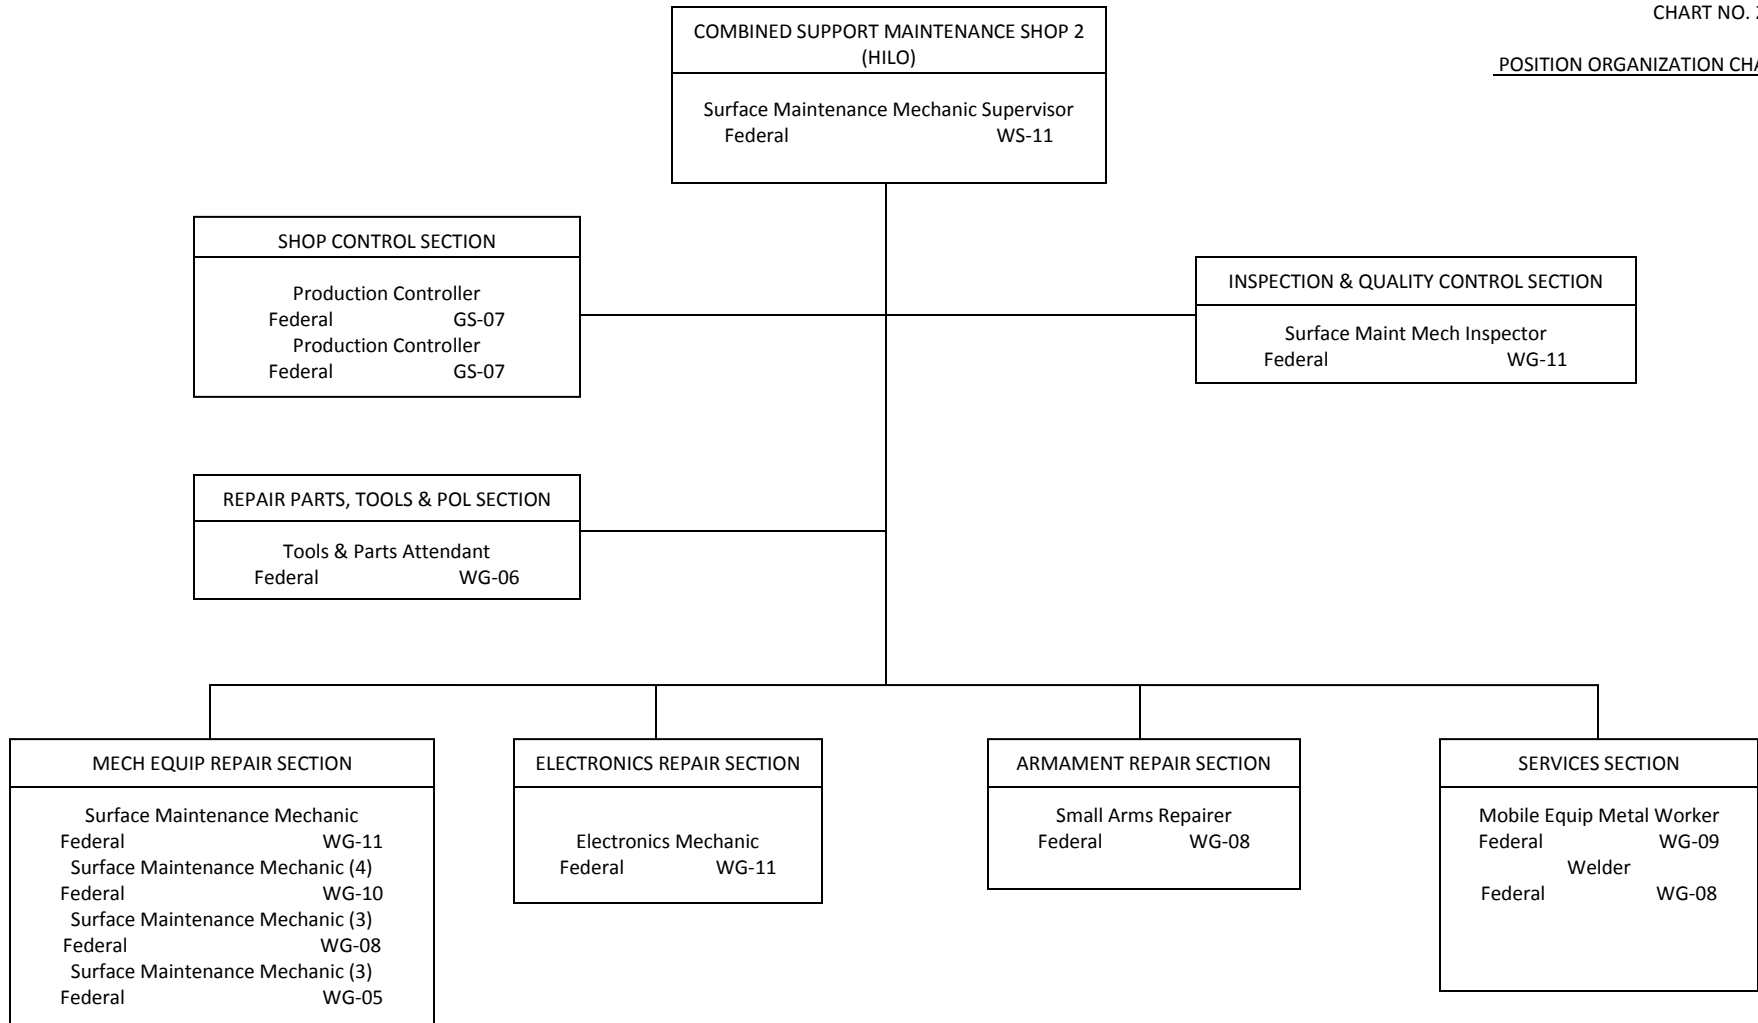 CHART NO. 2
POSITION ORGANIZATION CHA
COMBINED SUPPORT MAINTENANCE SHOP 2
(HILO)
Surface Maintenance Mechanic Supervisor
Federal WS-11
SHOP CONTROL SECTION
Production Controller
Federal GS-07
Production Controller
Federal GS-07
INSPECTION & QUALITY CONTROL SECTION
Surface Maint Mech Inspector
Federal WG-11
REPAIR PARTS, TOOLS & POL SECTION
Tools & Parts Attendant
Federal WG-06
MECH EQUIP REPAIR SECTION
Surface Maintenance Mechanic
Federal WG-11
Surface Maintenance Mechanic (4)
Federal WG-10
Surface Maintenance Mechanic (3)
Federal WG-08
Surface Maintenance Mechanic (3)
Federal WG-05
ELECTRONICS REPAIR SECTION
Electronics Mechanic
Federal WG-11
ARMAMENT REPAIR SECTION
Small Arms Repairer
Federal WG-08
SERVICES SECTION
Mobile Equip Metal Worker
Federal WG-09
Welder
Federal WG-08